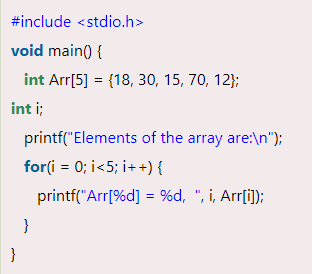 #include <stdio.h>
void main() {
int Arr[5] = {18, 30, 15, 70, 12};
int i;
printf("Elements of the array are:\n");
for(i = 0; i<5; i++) {
printf("Arr[%d] = %d,  ", i, Arr[i]);
}
}